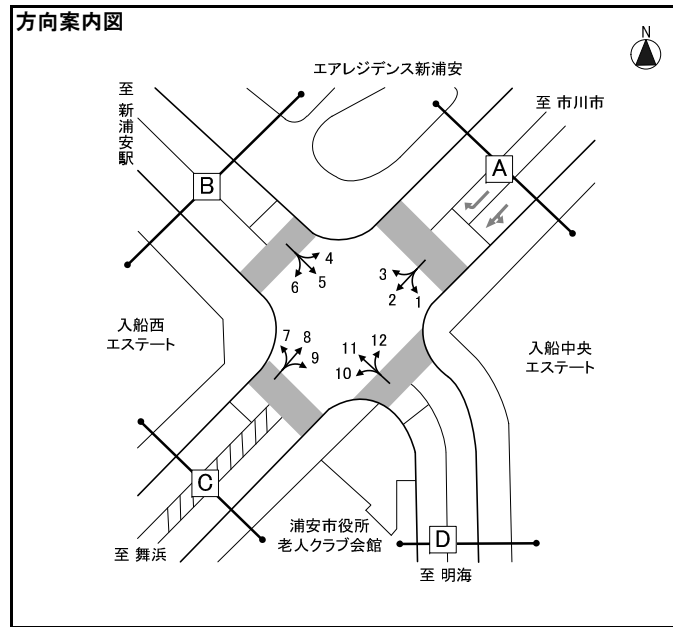 方向案内図
N
エアレジデンス新浦安
至 新浦安駅
至 市川市
A
B
4
5
6
3
2
1
入船西
エステート
7
8
9
11
12
10
入船中央
エステート
C
浦安市役所
老人クラブ会館
D
至 舞浜
至 明海